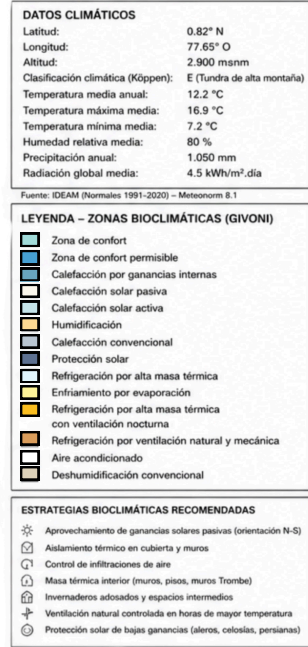 DATOS CLIMÁTICOS
Latitud: 0.82° N
Longitud: 77.65° O
Altitud: 2.900 msnm
Clasificación climática (Köppen): E (Tundra de alta montaña)
Temperatura media anual: 12.2 °C
Temperatura máxima media: 16.9 °C
Temperatura mínima media: 7.2 °C
Humedad relativa media: 80 %
Precipitación anual: 1.050 mm
Radiación global media: 4.5 kWh/m².día
Fuente: IDEAM (Normales 1991–2020) – Meteonorm 8.1
LEYENDA – ZONAS BIOCLIMÁTICAS (GIVONI)
Zona de confort
Zona de confort permisible
Calefacción por ganancias internas
Calefacción solar pasiva
Calefacción solar activa
Humidificación
Calefacción convencional
Protección solar
Refrigeración por alta masa térmica
Enfriamiento por evaporación
Refrigeración por alta masa térmica
con ventilación nocturna
Refrigeración por ventilación natural y mecánica
Aire acondicionado
Deshumidificación convencional
ESTRATEGIAS BIOCLIMÁTICAS RECOMENDADAS
Aprovechamiento de ganancias solares pasivas (orientación N-S)
Aislamiento térmico en cubierta y muros
Control de infiltraciones de aire
Masa térmica interior (muros, pisos, muros Trombe)
Invernaderos adosados y espacios intermedios
Ventilación natural controlada en horas de mayor temperatura
Protección solar de bajas ganancias (aleros, celosías, persianas)